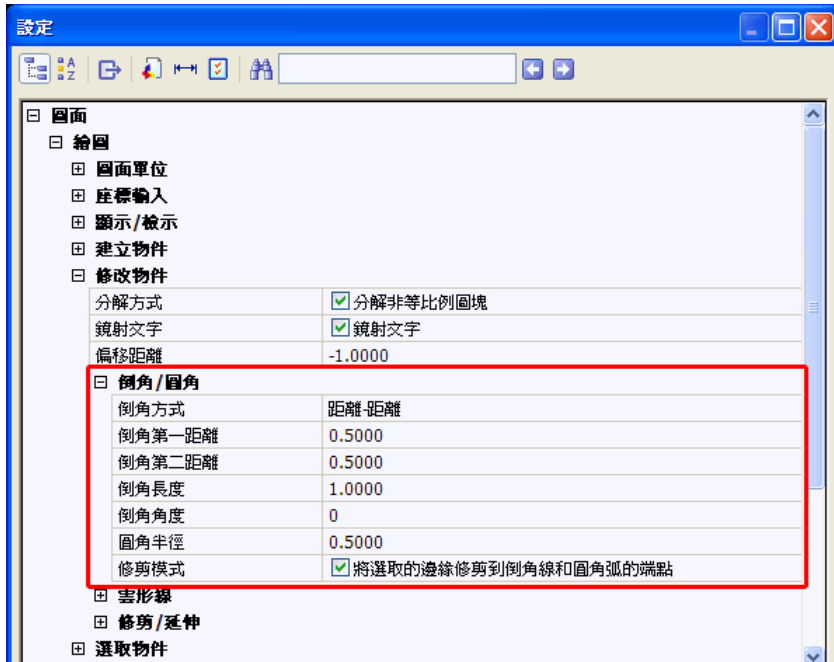 設定
圖面
繪圖
圖面單位
座標輸入
顯示/檢示
建立物件
修改物件
分解方式 分解非等比例圖塊
鏡射文字 鏡射文字
偏移距離 -1.0000
倒角/圓角
倒角方式 距離-距離
倒角第一距離 0.5000
倒角第二距離 0.5000
倒角長度 1.0000
倒角角度 0
圓角半徑 0.5000
修剪模式 將選取的邊緣修剪到倒角線和圓角弧的端點
雲形線
修剪/延伸
選取物件